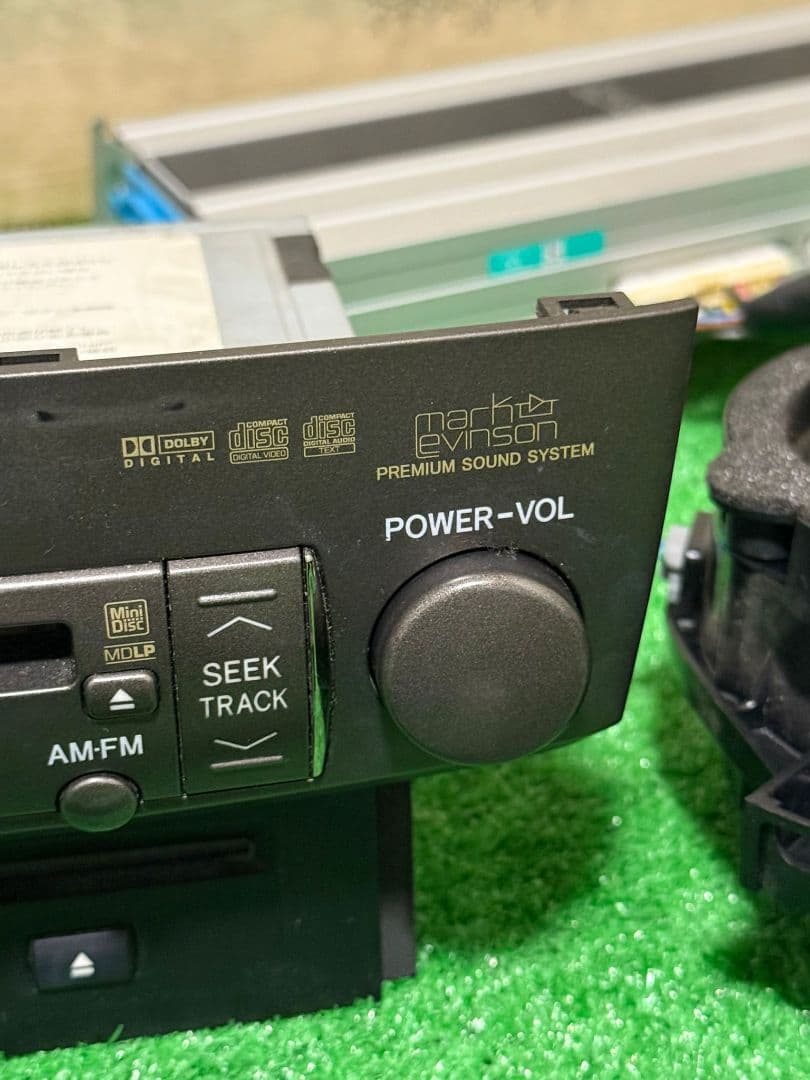 DOLBY
DIGITAL
COMPACT
disc
DIGITAL VIDEO
COMPACT
disc
DIGITAL AUDIO
TEXT
mark
levinson
PREMIUM SOUND SYSTEM
POWER-VOL
Mini
Disc
MDLP
SEEK
TRACK
AM·FM